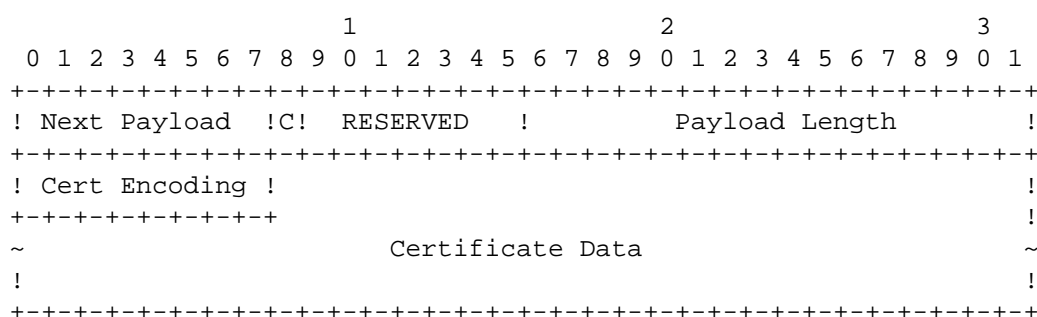 1                   2                   3
 0 1 2 3 4 5 6 7 8 9 0 1 2 3 4 5 6 7 8 9 0 1 2 3 4 5 6 7 8 9 0 1
+-+-+-+-+-+-+-+-+-+-+-+-+-+-+-+-+-+-+-+-+-+-+-+-+-+-+-+-+-+-+-+-+
! Next Payload  !C!  RESERVED   !         Payload Length        !
+-+-+-+-+-+-+-+-+-+-+-+-+-+-+-+-+-+-+-+-+-+-+-+-+-+-+-+-+-+-+-+-+
! Cert Encoding !                                               !
+-+-+-+-+-+-+-+-+                                               !
~                       Certificate Data                        ~
!                                                               !
+-+-+-+-+-+-+-+-+-+-+-+-+-+-+-+-+-+-+-+-+-+-+-+-+-+-+-+-+-+-+-+-+